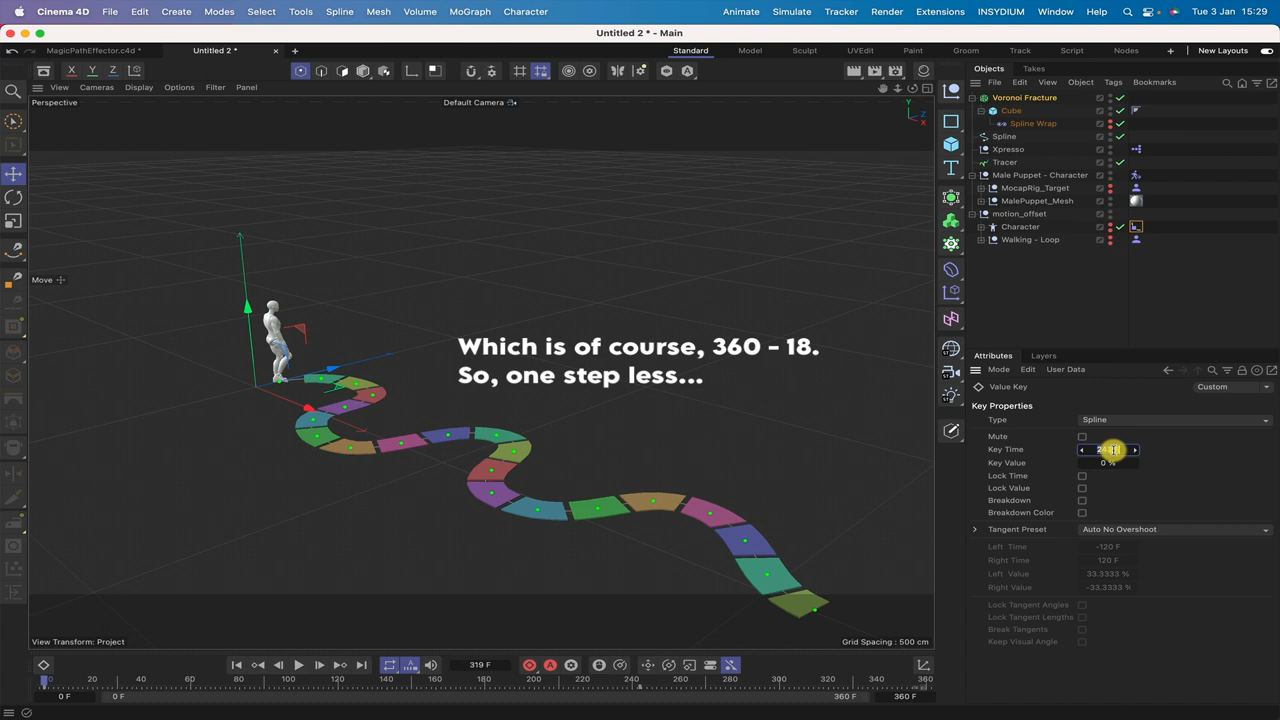 Cinema 4D File Edit Create Modes Select Tools Spline Mesh Volume MoGraph Character Animate Simulate Tracker Render Extensions INSYDIUM Window Help Tue 3 Jan 15:29
Untitled 2 * - Main
MagicPathEffector.c4d * Untitled 2 * Standard Model Sculpt UVEdit Paint Groom Track Script Nodes New Layouts
X Y Z
Objects Takes
View Cameras Display Options Filter Panel
File Edit View Object Tags Bookmarks
Perspective
Default Camera
Y
Z
X
Voronoi Fracture
Cube
Spline Wrap
Spline
Xpresso
Tracer
Male Puppet - Character
MocapRig_Target
MalePuppet_Mesh
motion_offset
Character
Walking - Loop
Move
Which is of course, 360 - 18.
So, one step less...
Attributes Layers
Mode Edit User Data
Value Key Custom
Key Properties
Type Spline
Mute
Key Time
Key Value 0 %
Lock Time
Lock Value
Breakdown
Breakdown Color
Tangent Preset Auto No Overshoot
Left Time -120 F
Right Time 120 F
Left Value 33.3333 %
Right Value -33.3333 %
Lock Tangent Angles
Lock Tangent Lengths
Break Tangents
Keep Visual Angle
View Transform: Project
Grid Spacing : 500 cm
319 F
20 40 60 80 100 120 140 160 180 200 220 240 260 280 300 320 340 360
0 F 0 F 360 F 360 F